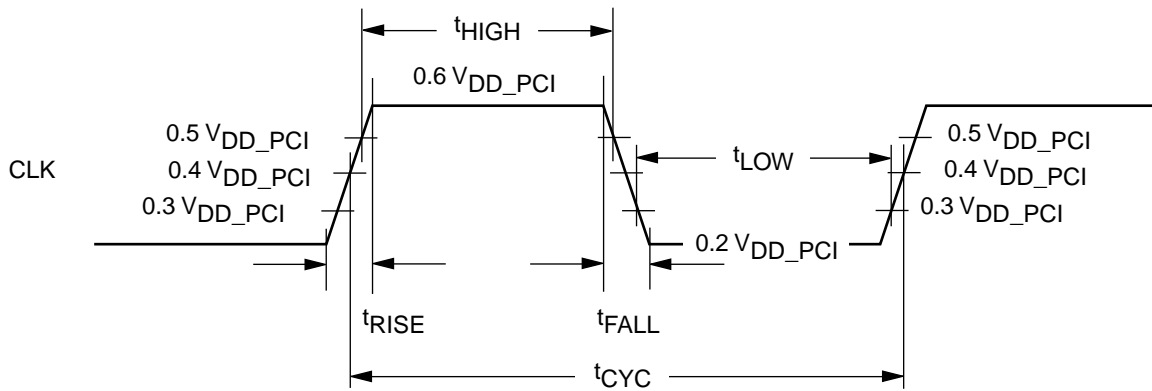 tHIGH
0.6 VDD_PCI
0.5 VDD_PCI
0.5 VDD_PCI
tLOW
CLK
0.4 VDD_PCI
0.4 VDD_PCI
0.3 VDD_PCI
0.3 VDD_PCI
0.2 VDD_PCI
tRISE
tFALL
tCYC